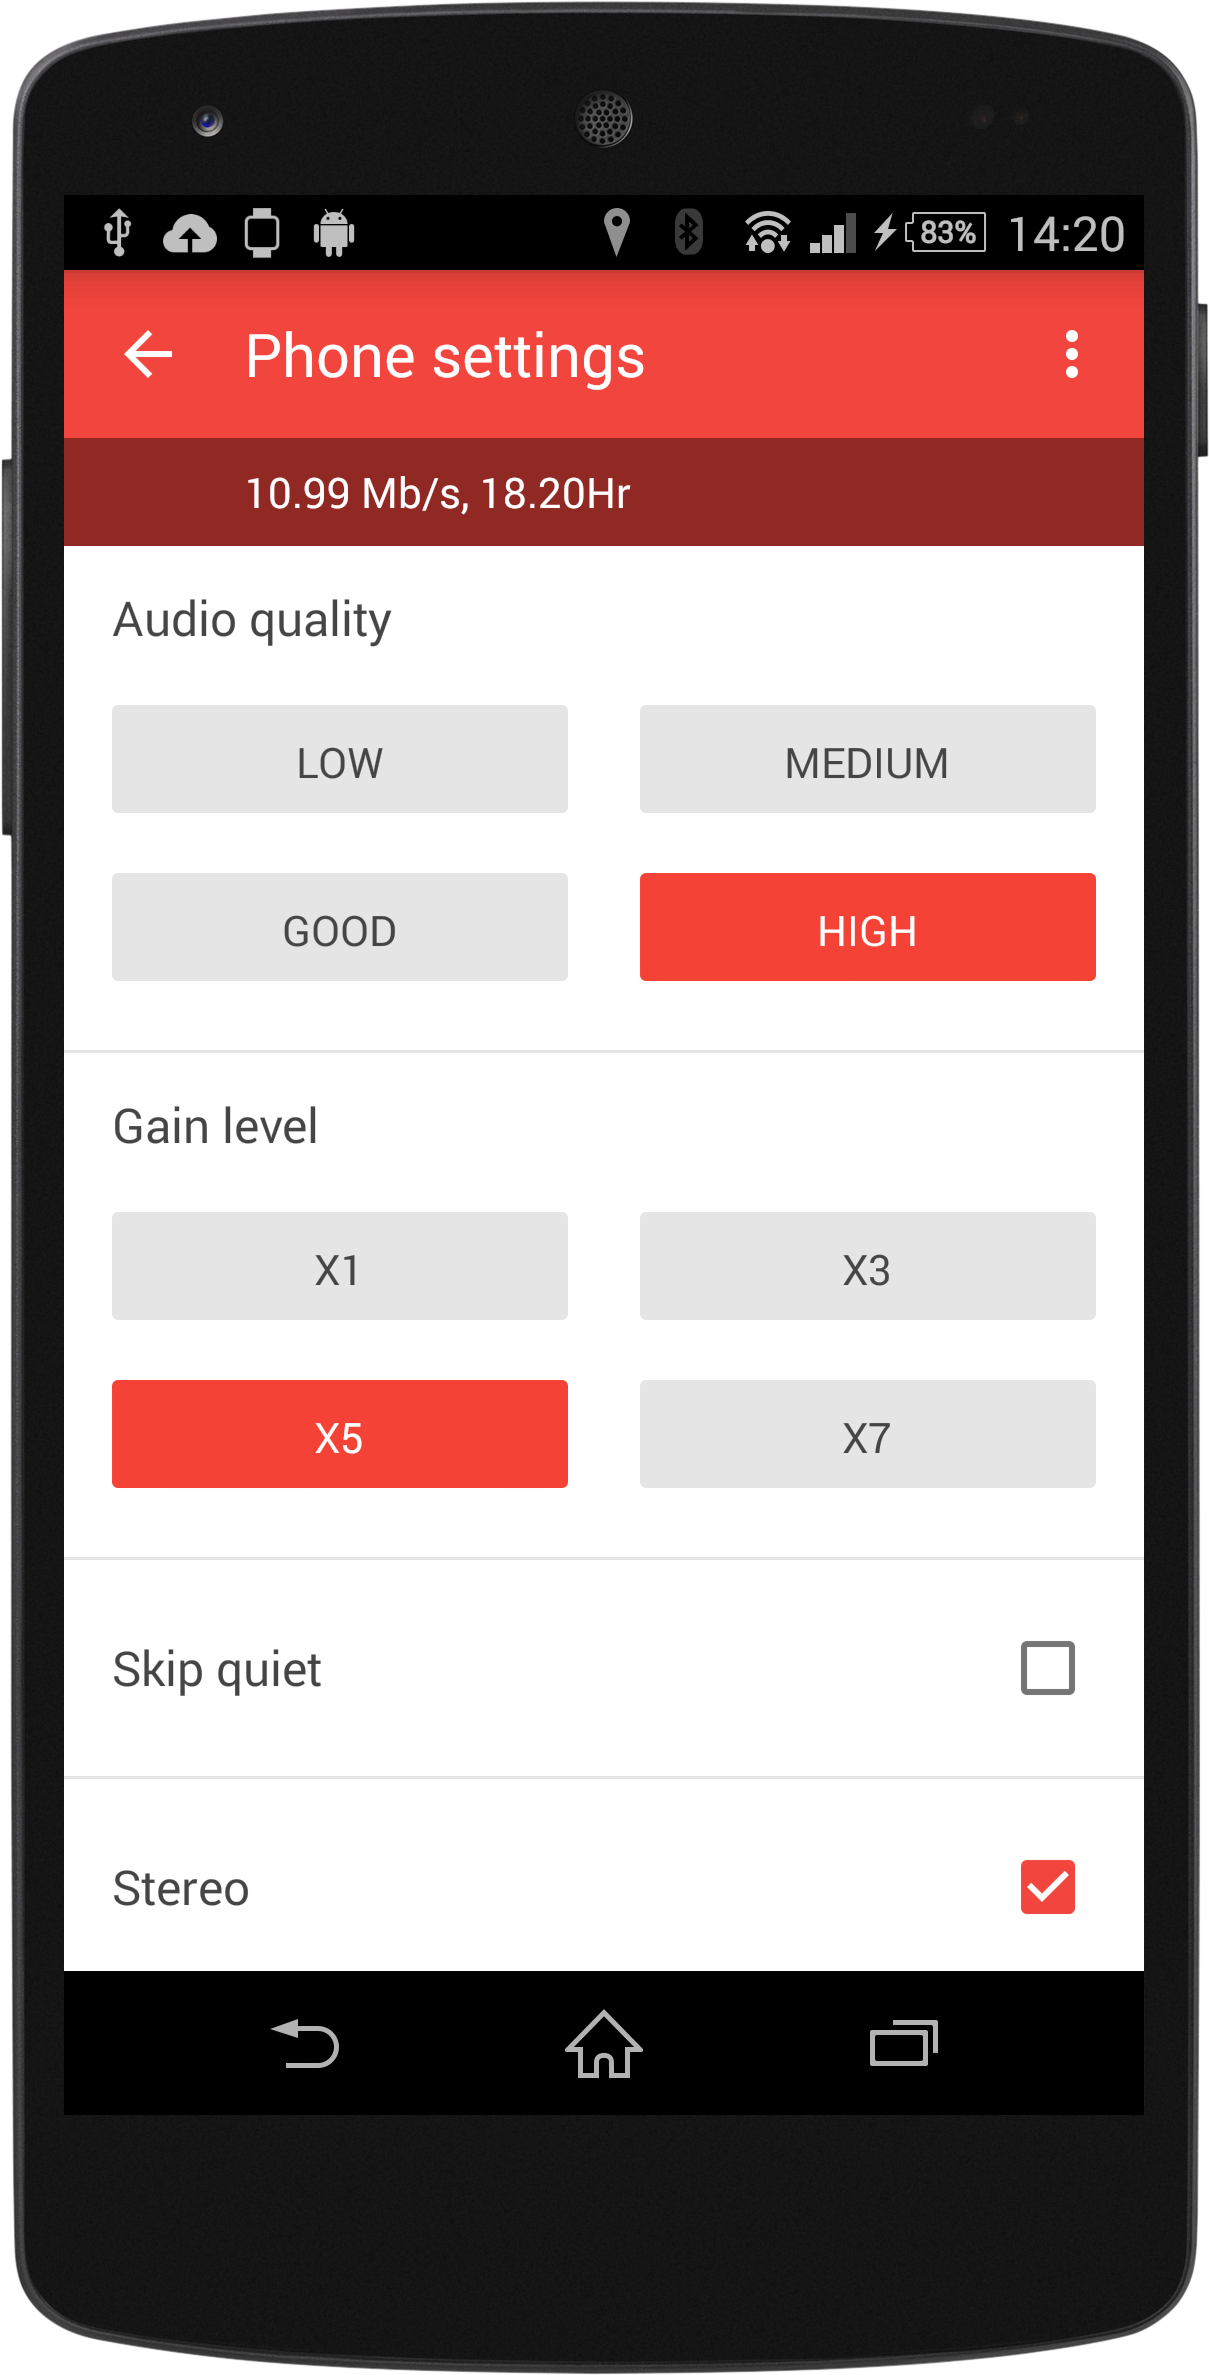 83% 14:20
Phone settings
10.99 Mb/s, 18.20Hr
Audio quality
LOW MEDIUM
GOOD HIGH
Gain level
X1 X3
X5 X7
Skip quiet
Stereo